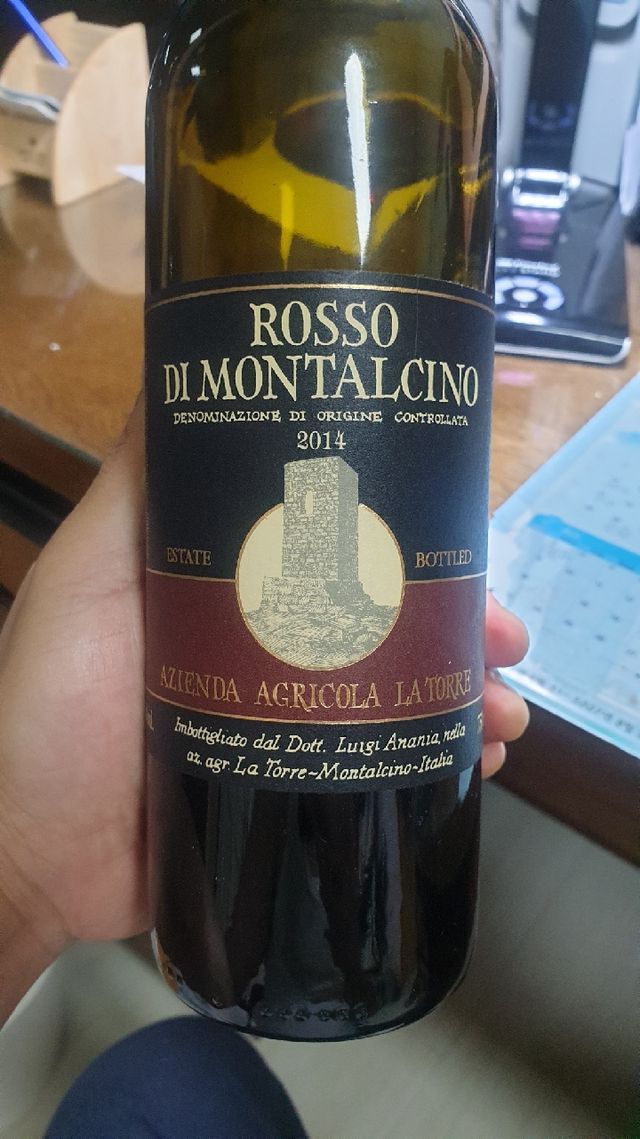 ROSSO
DI MONTALCINO
DENOMINAZIONE DI ORIGINE CONTROLLATA
2014
ESTATE BOTTLED
AZIENDA AGRICOLA LA TORRE
Imbottigliato dal Dott. Luigi Anania, nella
az. agr. La Torre-Montalcino-Italia